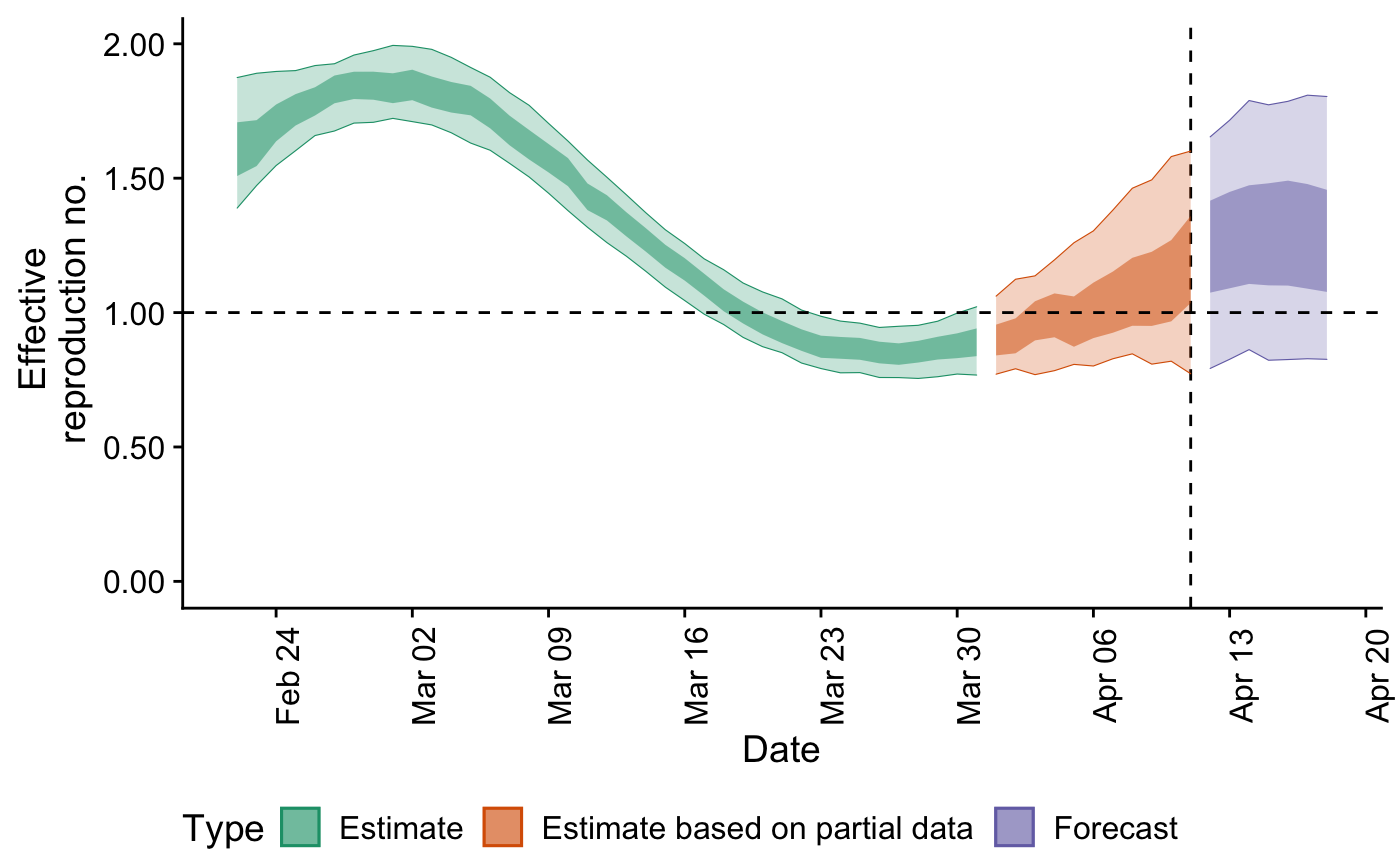 2.00
1.50
1.00
0.50
0.00
Effective
reproduction no.
Feb 24
Mar 02
Mar 09
Mar 16
Mar 23
Mar 30
Apr 06
Apr 13
Apr 20
Date
Type Estimate Estimate based on partial data Forecast